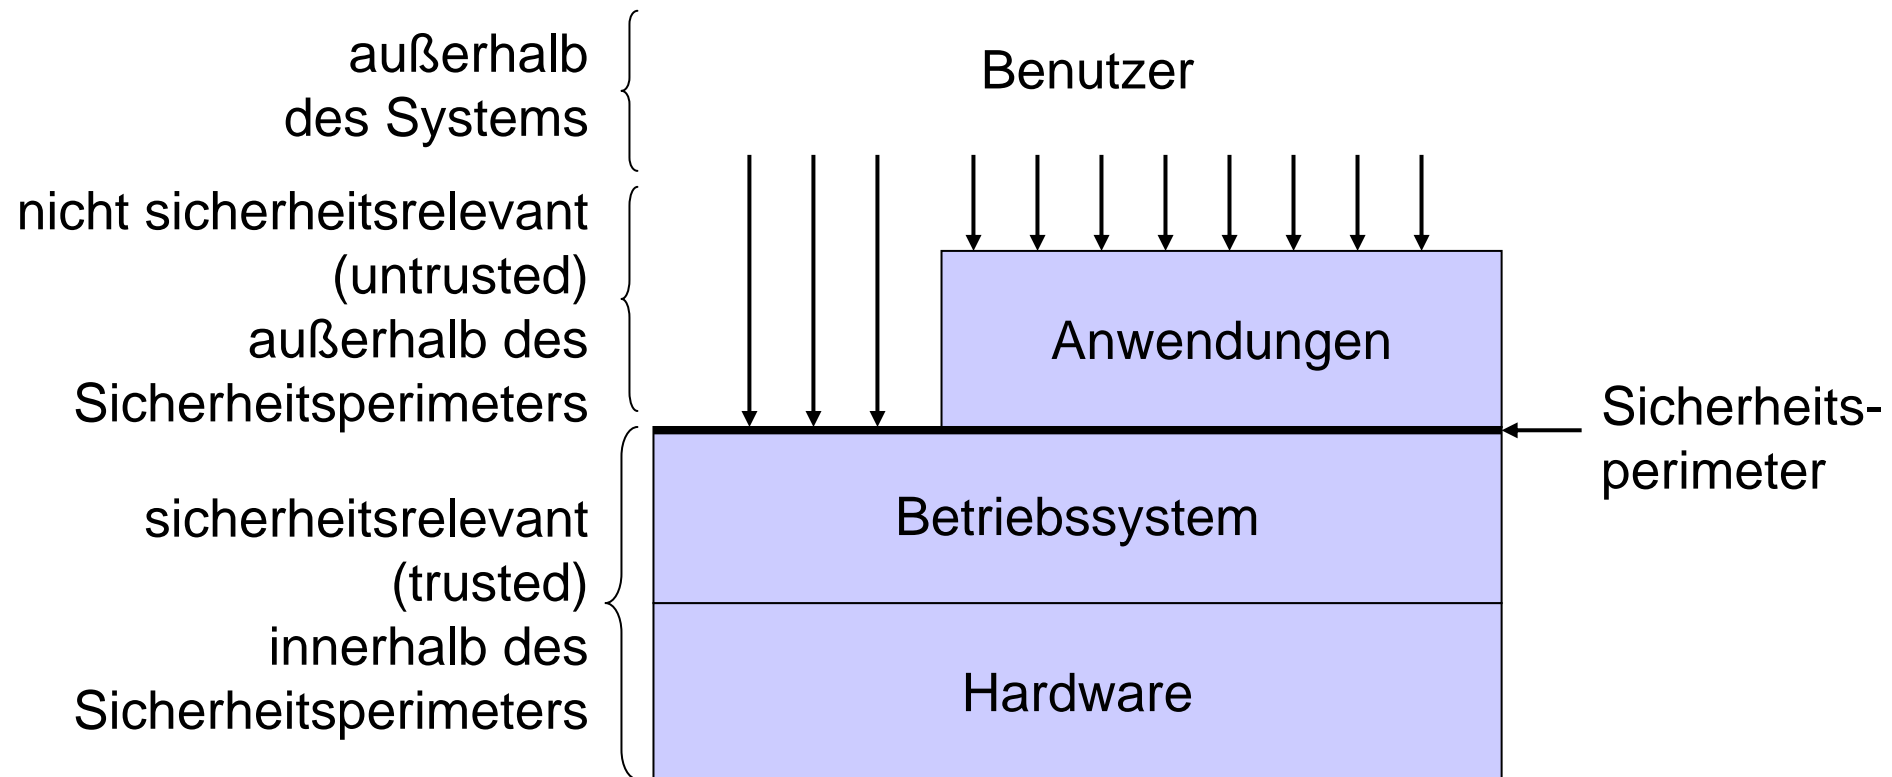 außerhalb
des Systems
Benutzer
nicht sicherheitsrelevant
(untrusted)
außerhalb des
Sicherheitsperimeters
Anwendungen
Sicherheits-
perimeter
sicherheitsrelevant
(trusted)
innerhalb des
Sicherheitsperimeters
Betriebssystem
Hardware